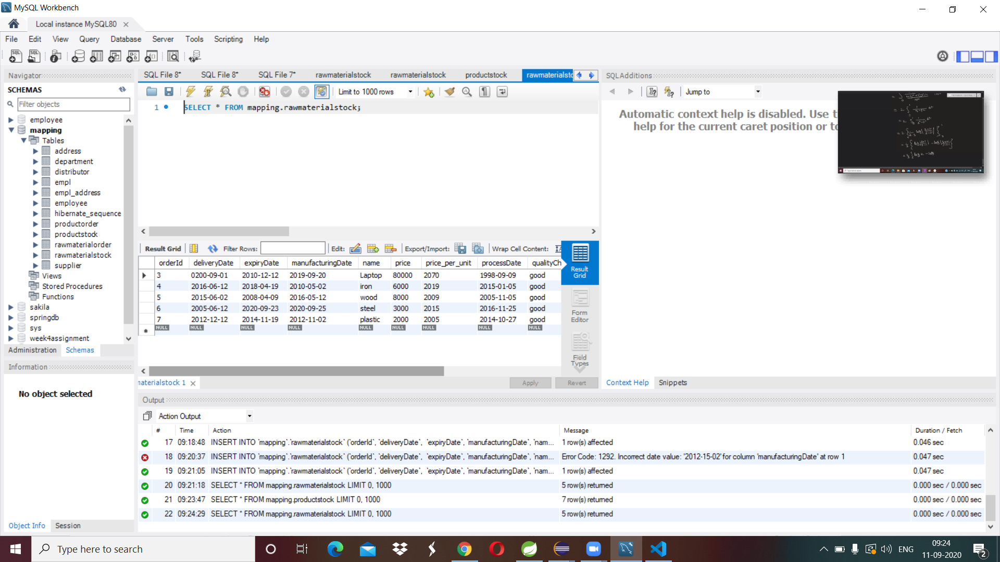 MySQL Workbench
Local instance MySQL80
File Edit View Query Database Server Tools Scripting Help
Navigator
SCHEMAS
Filter objects
employee
mapping
Tables
address
department
distributor
empl
empl_address
employee
hibernate_sequence
productorder
productstock
rawmaterialorder
rawmaterialstock
supplier
Views
Stored Procedures
Functions
sakila
springdb
sys
week4assignment
Administration Schemas
Information
No object selected
Object Info Session
SQL File 8* SQL File 8* SQL File 7* rawmaterialstock rawmaterialstock productstock rawmaterialsto
Limit to 1000 rows
1 SELECT * FROM mapping.rawmaterialstock;
Result Grid Filter Rows: Edit: Export/Import: Wrap Cell Content:
orderId deliveryDate expiryDate manufacturingDate name price price_per_unit processDate qualityCh
3 0200-09-01 2010-12-12 2019-09-20 Laptop 80000 2070 1998-09-09 good
4 2016-06-12 2018-04-19 2010-05-02 iron 6000 2019 2015-01-05 good
5 2015-06-02 2008-04-09 2016-05-12 wood 8000 2009 2005-11-05 good
6 2005-06-12 2020-09-23 2020-09-25 steel 3000 2015 2016-11-25 good
7 2012-12-12 2014-11-19 2012-11-02 plastic 2000 2005 2014-10-27 good
NULL NULL NULL NULL NULL NULL NULL NULL NULL
Result Grid
Form Editor
Field Types
naterialstock 1
Apply Revert
SQLAdditions
Jump to
Automatic context help is disabled. Use t
help for the current caret position or to
Context Help Snippets
Output
Action Output
# Time Action Message Duration / Fetch
17 09:18:48 INSERT INTO `mapping`.`rawmaterialstock` (`orderId`, `deliveryDate`, `expiryDate`, `manufacturingDate`, `nam... 1 row(s) affected 0.046 sec
18 09:20:37 INSERT INTO `mapping`.`rawmaterialstock` (`orderId`, `deliveryDate`, `expiryDate`, `manufacturingDate`, `nam... Error Code: 1292. Incorrect date value: '2012-15-02' for column 'manufacturingDate' at row 1 0.047 sec
19 09:21:05 INSERT INTO `mapping`.`rawmaterialstock` (`orderId`, `deliveryDate`, `expiryDate`, `manufacturingDate`, `nam... 1 row(s) affected 0.047 sec
20 09:21:18 SELECT * FROM mapping.rawmaterialstock LIMIT 0, 1000 5 row(s) returned 0.000 sec / 0.000 sec
21 09:23:47 SELECT * FROM mapping.productstock LIMIT 0, 1000 7 row(s) returned 0.000 sec / 0.000 sec
22 09:24:29 SELECT * FROM mapping.rawmaterialstock LIMIT 0, 1000 5 row(s) returned 0.000 sec / 0.000 sec
Type here to search
ENG
09:24
11-09-2020
2